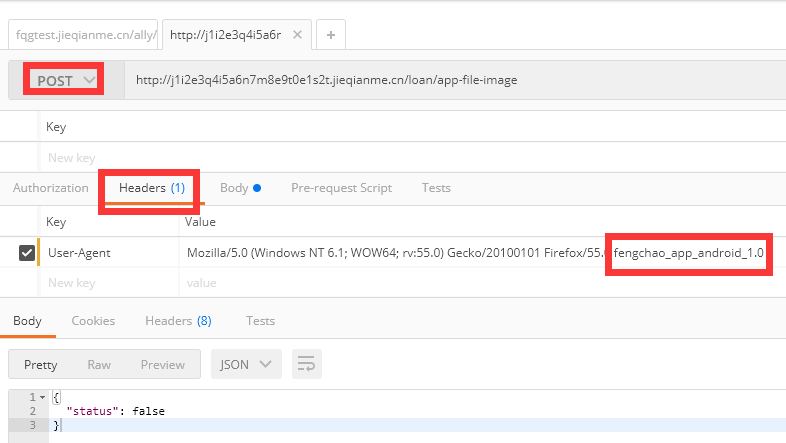 fqgtest.jieqianme.cn/ally/ http://j1i2e3q4i5a6r × +
POST http://j1i2e3q4i5a6n7m8e9t0e1s2t.jieqianme.cn/loan/app-file-image
Key
New key
Authorization Headers (1) Body Pre-request Script Tests
Key Value
User-Agent Mozilla/5.0 (Windows NT 6.1; WOW64; rv:55.0) Gecko/20100101 Firefox/55.0 fengchao_app_android_1.0
New key value
Body Cookies Headers (8) Tests
Pretty Raw Preview JSON
1 {
2 "status": false
3 }